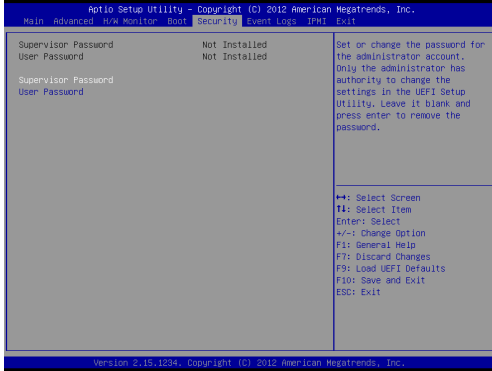 Aptio Setup Utility – Copyright (C) 2012 American Megatrends, Inc.
Main Advanced H/W Monitor Boot Security Event Logs IPMI Exit
Supervisor Password Not Installed
User Password Not Installed
Supervisor Password
User Password
Set or change the password for
the administrator account.
Only the administrator has
authority to change the
settings in the UEFI Setup
Utility. Leave it blank and
press enter to remove the
password.
↔: Select Screen
↑↓: Select Item
Enter: Select
+/-: Change Option
F1: General Help
F7: Discard Changes
F9: Load UEFI Defaults
F10: Save and Exit
ESC: Exit
Version 2.15.1234. Copyright (C) 2012 American Megatrends, Inc.